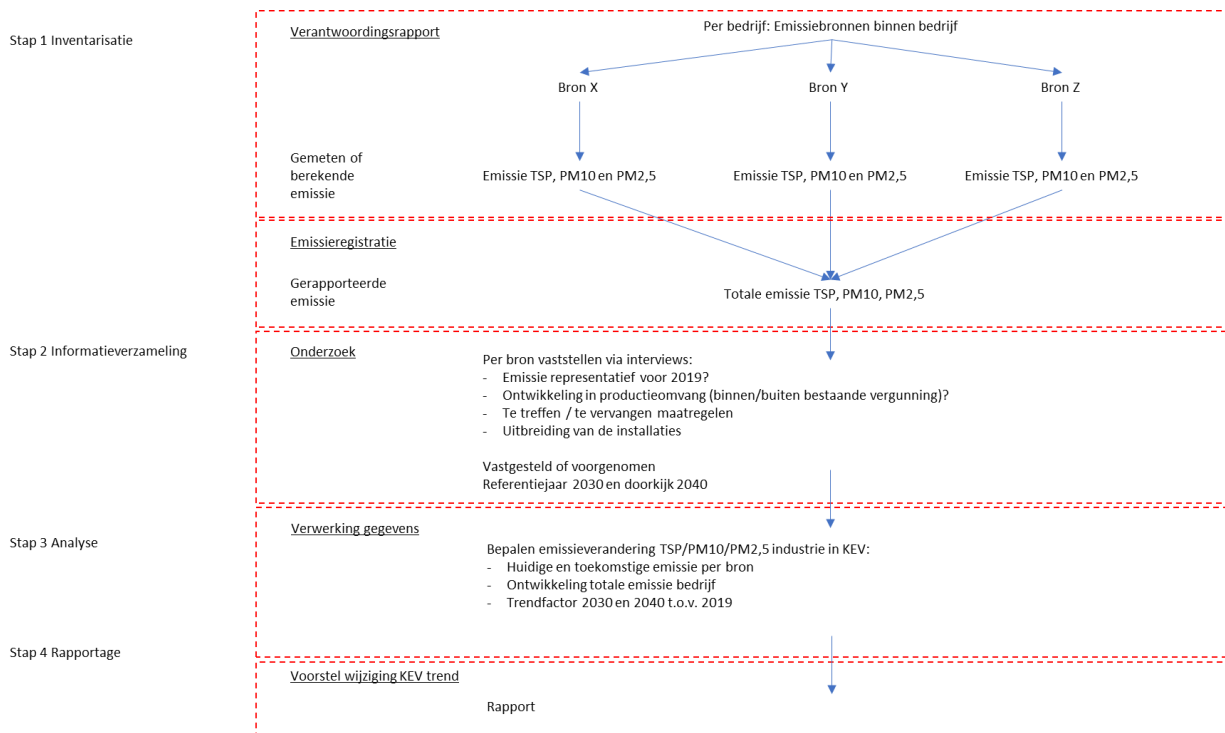 Stap 1 Inventarisatie
Verantwoordingsrapport
Per bedrijf: Emissiebronnen binnen bedrijf
Bron X
Bron Y
Bron Z
Gemeten of
berekende
emissie
Emissie TSP, PM10 en PM2,5
Emissie TSP, PM10 en PM2,5
Emissie TSP, PM10 en PM2,5
Emissieregistratie
Gerapporteerde
emissie
Totale emissie TSP, PM10, PM2,5
Stap 2 Informatieverzameling
Onderzoek
Per bron vaststellen via interviews:
- Emissie representatief voor 2019?
- Ontwikkeling in productieomvang (binnen/buiten bestaande vergunning)?
- Te treffen / te vervangen maatregelen
- Uitbreiding van de installaties
Vastgesteld of voorgenomen
Referentiejaar 2030 en doorkijk 2040
Stap 3 Analyse
Verwerking gegevens
Bepalen emissieverandering TSP/PM10/PM2,5 industrie in KEV:
- Huidige en toekomstige emissie per bron
- Ontwikkeling totale emissie bedrijf
- Trendfactor 2030 en 2040 t.o.v. 2019
Stap 4 Rapportage
Voorstel wijziging KEV trend
Rapport